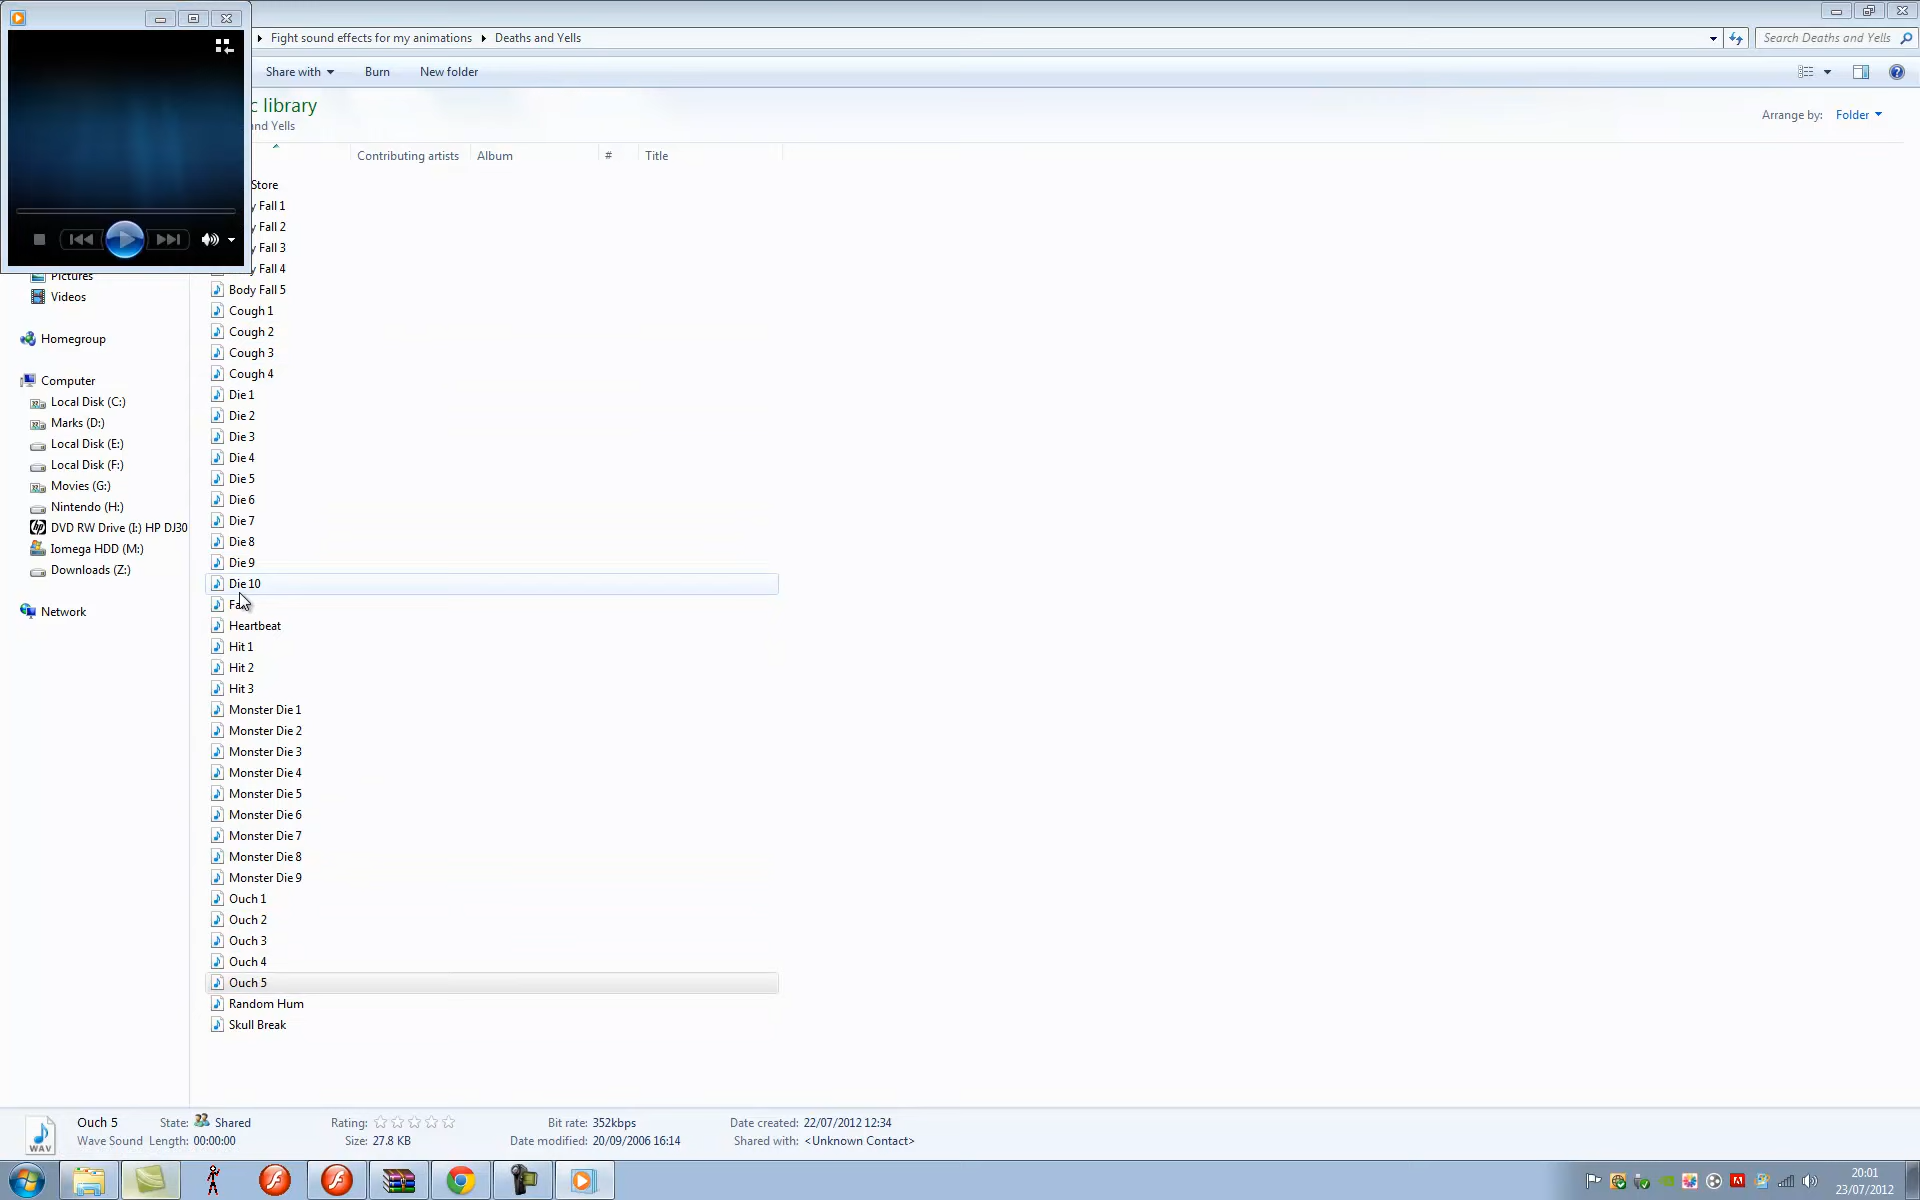 Fight sound effects for my animations Deaths and Yells
Search Deaths and Yells
Share with Burn New folder
c library
nd Yells
Arrange by: Folder
Contributing artists Album # Title
Store
y Fall 1
y Fall 2
y Fall 3
y Fall 4
Body Fall 5
Cough 1
Cough 2
Cough 3
Cough 4
Die 1
Die 2
Die 3
Die 4
Die 5
Die 6
Die 7
Die 8
Die 9
Die 10
Heartbeat
Hit 1
Hit 2
Hit 3
Monster Die 1
Monster Die 2
Monster Die 3
Monster Die 4
Monster Die 5
Monster Die 6
Monster Die 7
Monster Die 8
Monster Die 9
Ouch 1
Ouch 2
Ouch 3
Ouch 4
Ouch 5
Random Hum
Skull Break
Pictures
Videos
Homegroup
Computer
Local Disk (C:)
Marks (D:)
Local Disk (E:)
Local Disk (F:)
Movies (G:)
Nintendo (H:)
DVD RW Drive (I:) HP DJ30
Iomega HDD (M:)
Downloads (Z:)
Network
Ouch 5 State: Shared Rating: Bit rate: 352kbps Date created: 22/07/2012 12:34
Wave Sound Length: 00:00:00 Size: 27.8 KB Date modified: 20/09/2006 16:14 Shared with: <Unknown Contact>
WAV
20:01
23/07/2012